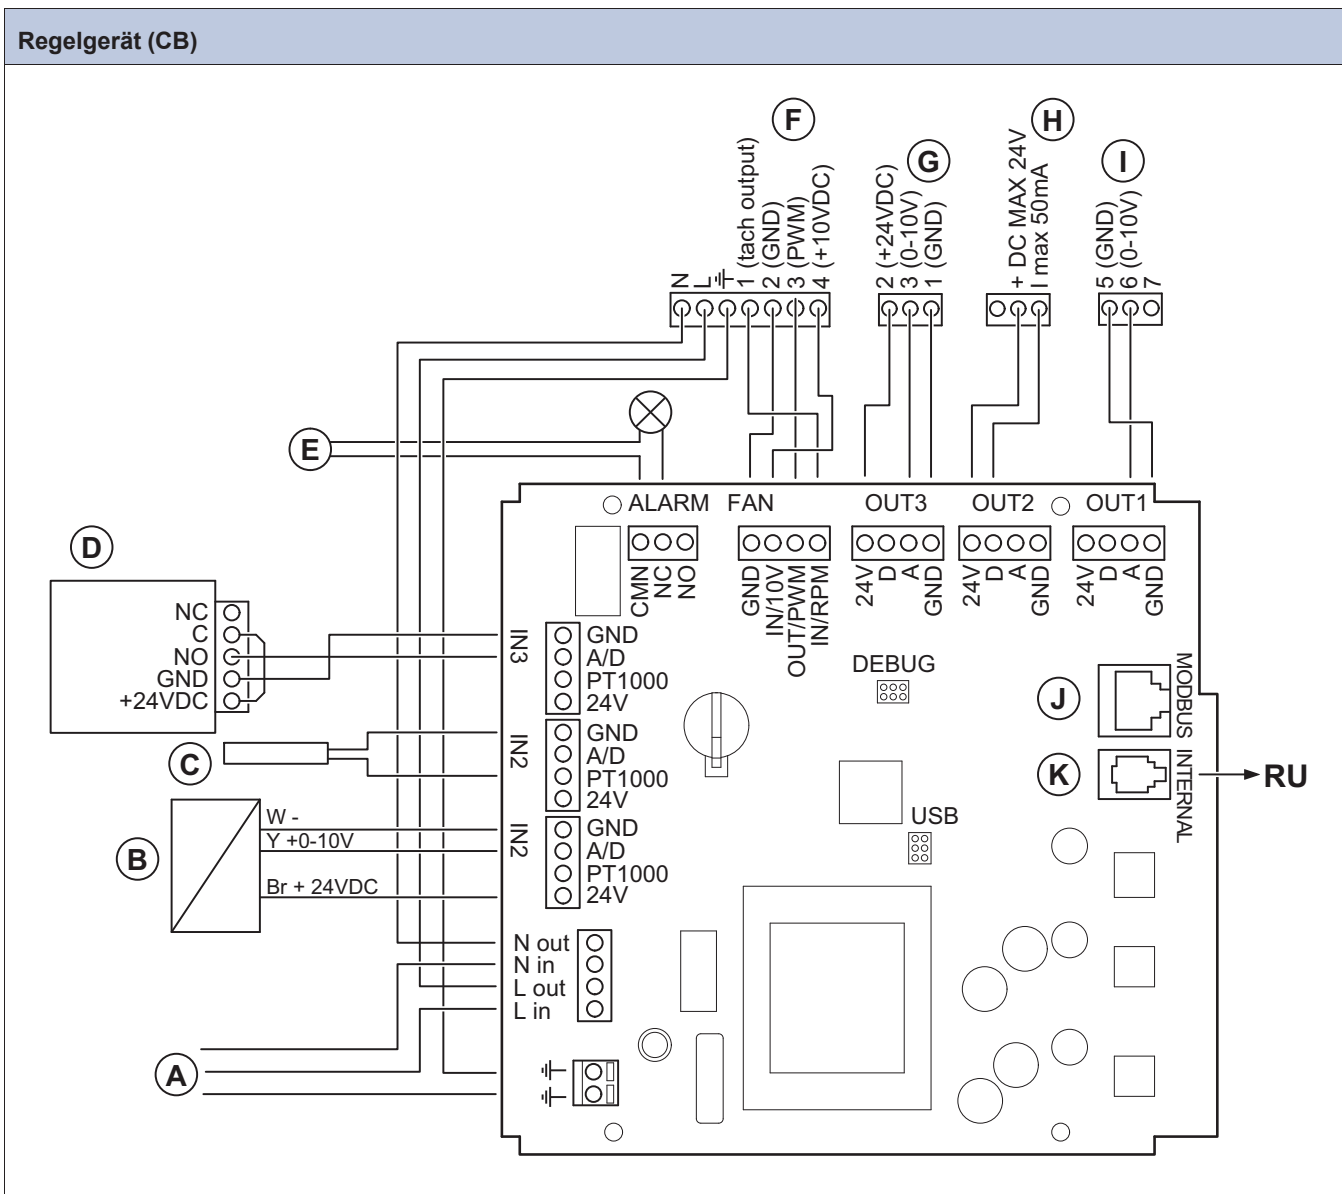 Regelgerät (CB)
F
G
H
I
N
L
1 (tach output)
2 (GND)
3 (PWM)
4 (+10VDC)
2 (+24VDC)
3 (0-10V)
1 (GND)
+ DC MAX 24V
I max 50mA
5 (GND)
6 (0-10V)
7
E
ALARM
FAN
OUT3
OUT2
OUT1
CMN
NC
NO
GND
IN/10V
OUT/PWM
IN/RPM
24V
D
A
GND
24V
D
A
GND
24V
D
A
GND
D
NC
C
NO
GND
+24VDC
IN3
GND
A/D
PT1000
24V
DEBUG
J
MODBUS
C
IN2
GND
A/D
PT1000
24V
K
INTERNAL
RU
B
W -
Y +0-10V
Br + 24VDC
IN2
GND
A/D
PT1000
24V
USB
N out
N in
L out
L in
A